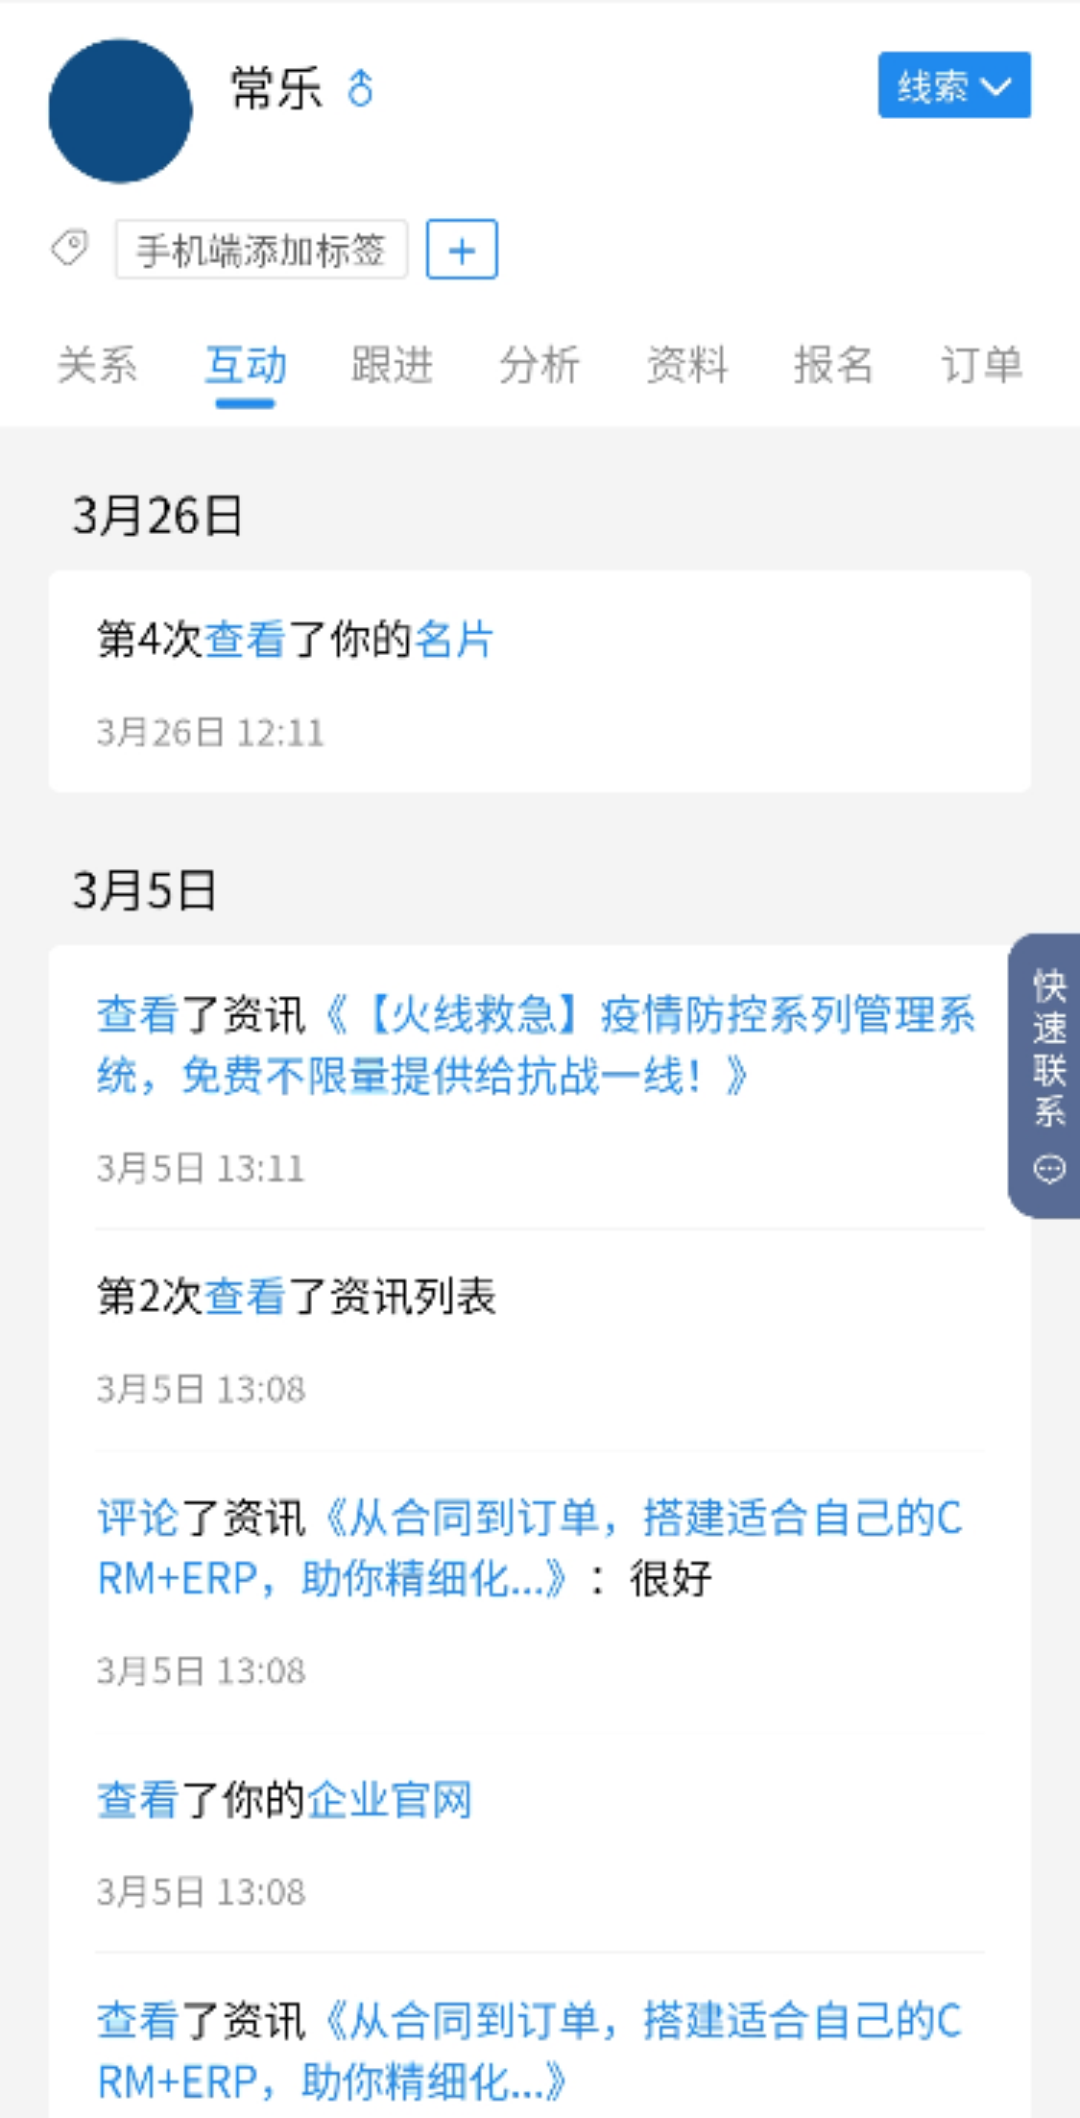 常乐
线索
手机端添加标签
关系 互动 跟进 分析 资料 报名 订单
3月26日
第4次查看了你的名片
3月26日 12:11
3月5日
查看了资讯《【火线救急】疫情防控系列管理系
统，免费不限量提供给抗战一线！》
3月5日 13:11
快速联系
第2次查看了资讯列表
3月5日 13:08
评论了资讯《从合同到订单，搭建适合自己的C
RM+ERP，助你精细化...》：很好
3月5日 13:08
查看了你的企业官网
3月5日 13:08
查看了资讯《从合同到订单，搭建适合自己的C
RM+ERP，助你精细化...》